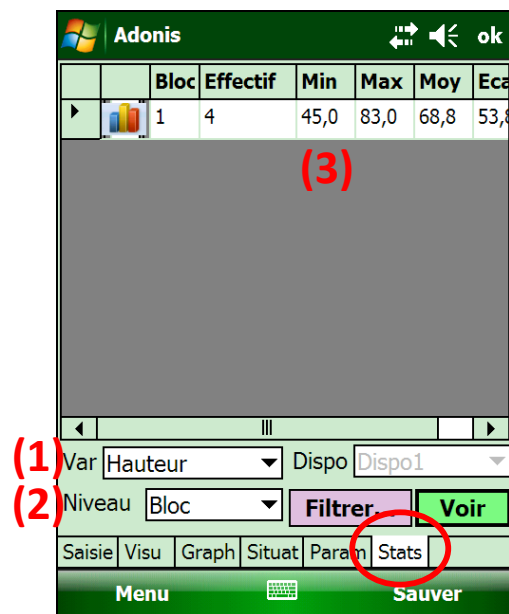 Adonis ok
Bloc Effectif Min Max Moy Eca
1 4 45,0 83,0 68,8 53,8
(3)
(1) Var Hauteur Dispo Dispo1
(2) Niveau Bloc Filtrer... Voir
Saisie Visu Graph Situat Param Stats
Menu Sauver